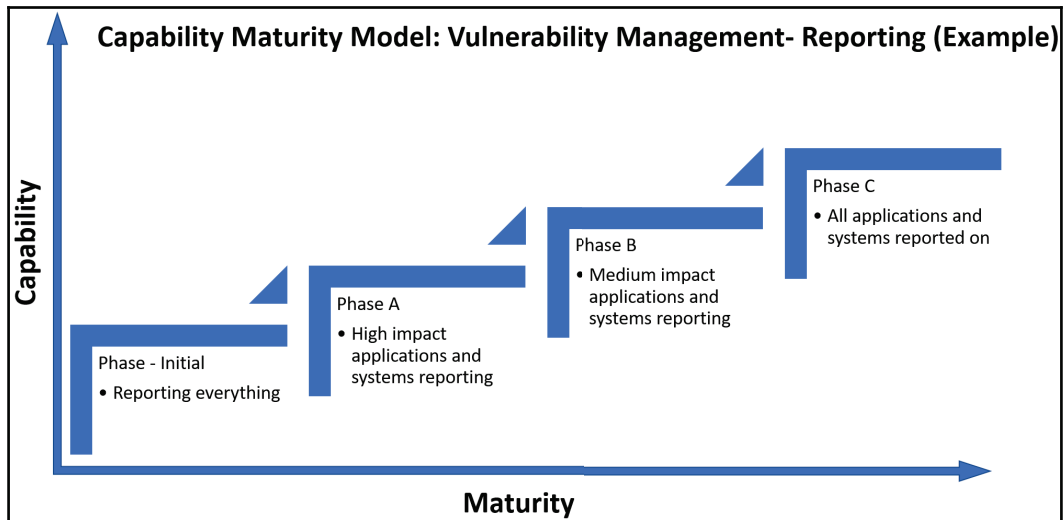 Capability Maturity Model: Vulnerability Management- Reporting (Example)
Capability
Phase - Initial
• Reporting everything
Phase A
• High impact
applications and
systems reporting
Phase B
• Medium impact
applications and
systems reporting
Phase C
• All applications and
systems reported on
Maturity